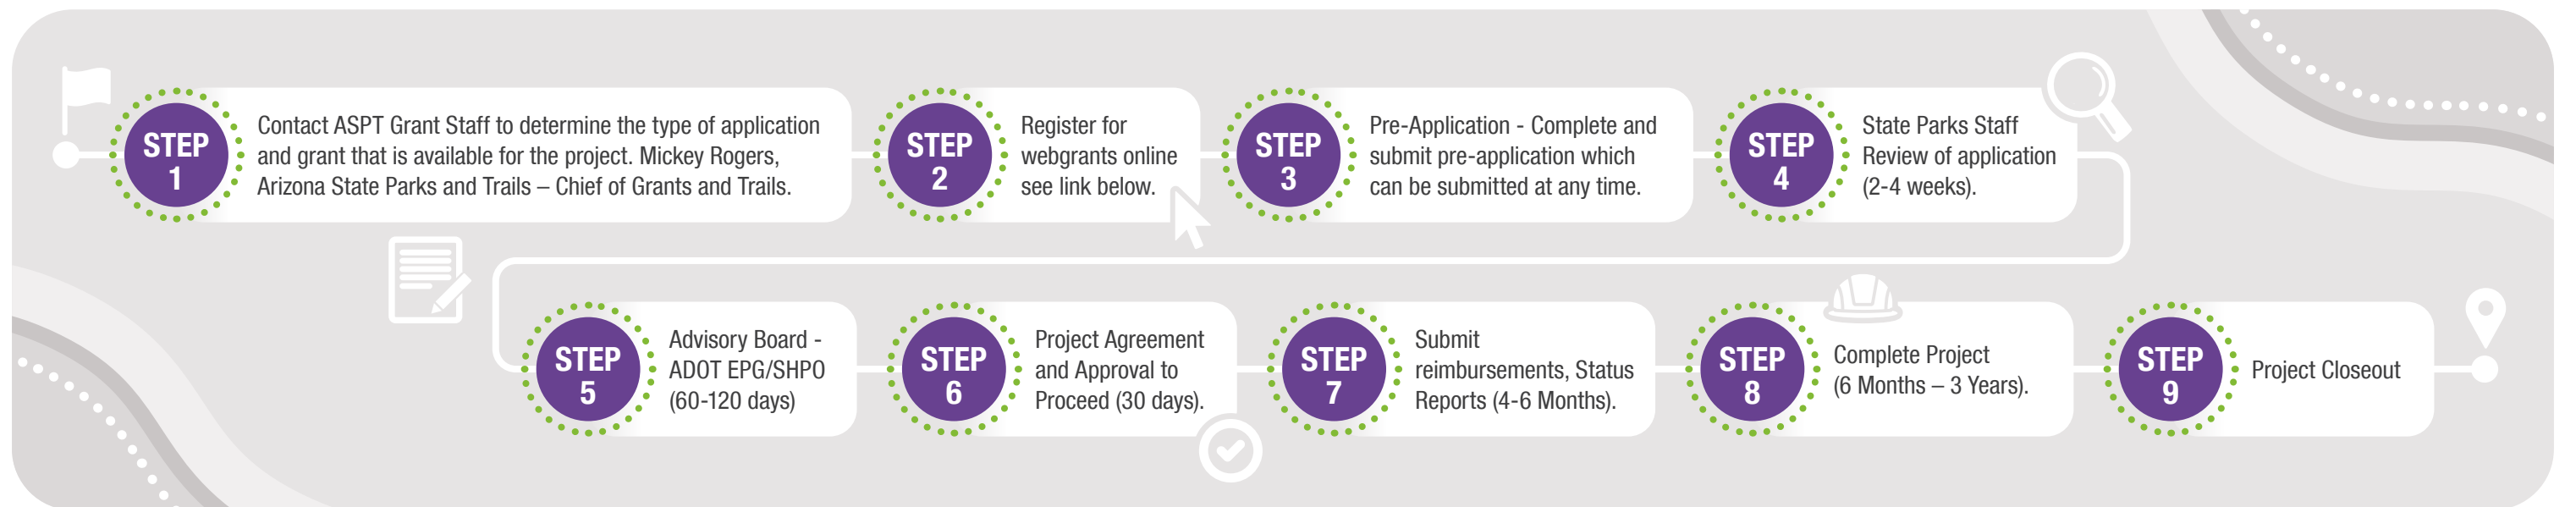 STEP
1
Contact ASPT Grant Staff to determine the type of application
and grant that is available for the project. Mickey Rogers,
Arizona State Parks and Trails – Chief of Grants and Trails.
STEP
2
Register for
webgrants online
see link below.
STEP
3
Pre-Application - Complete and
submit pre-application which
can be submitted at any time.
STEP
4
State Parks Staff
Review of application
(2-4 weeks).
STEP
5
Advisory Board -
ADOT EPG/SHPO
(60-120 days)
STEP
6
Project Agreement
and Approval to
Proceed (30 days).
STEP
7
Submit
reimbursements, Status
Reports (4-6 Months).
STEP
8
Complete Project
(6 Months – 3 Years).
STEP
9
Project Closeout